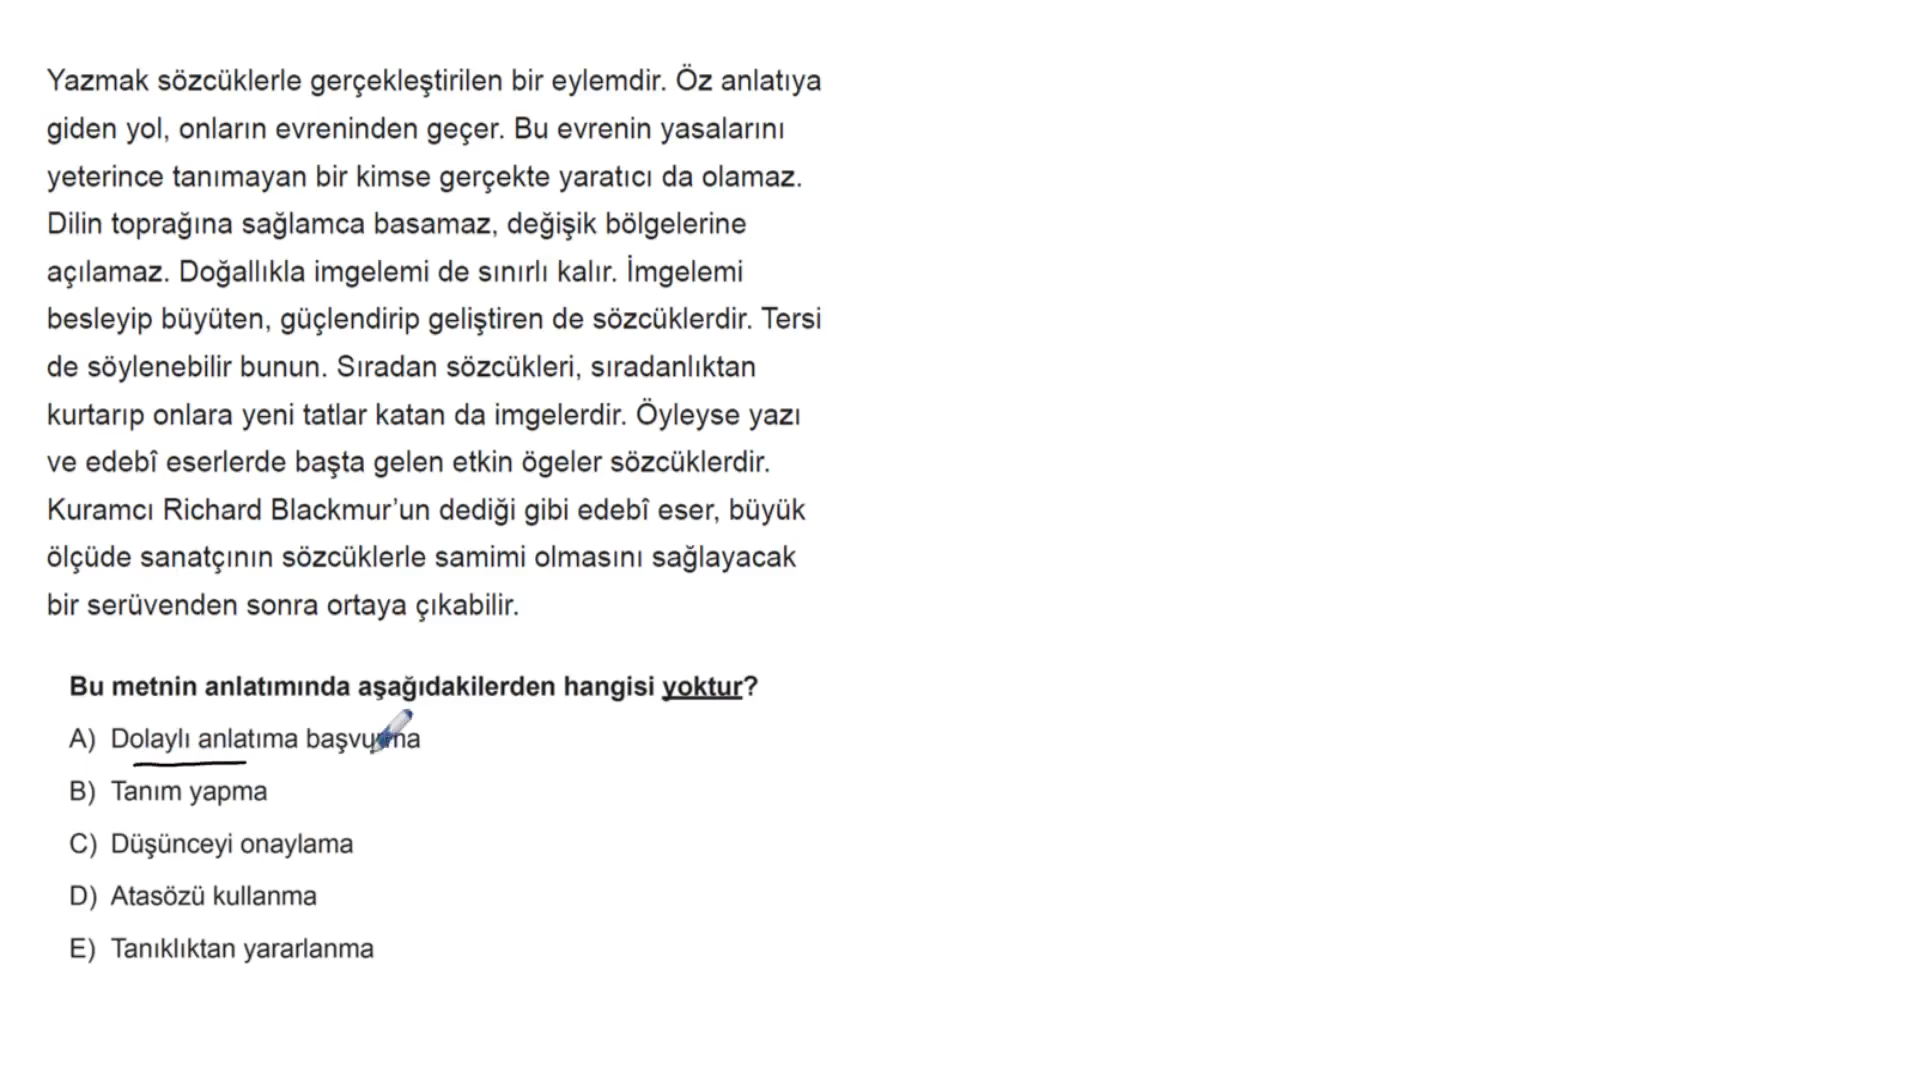 Yazmak sözcüklerle gerçekleştirilen bir eylemdir. Öz anlatıya
giden yol, onların evreninden geçer. Bu evrenin yasalarını
yeterince tanımayan bir kimse gerçekte yaratıcı da olamaz.
Dilin toprağına sağlamca basamaz, değişik bölgelerine
açılamaz. Doğallıkla imgelemi de sınırlı kalır. İmgelemi
besleyip büyüten, güçlendirip geliştiren de sözcüklerdir. Tersi
de söylenebilir bunun. Sıradan sözcükleri, sıradanlıktan
kurtarıp onlara yeni tatlar katan da imgelerdir. Öyleyse yazı
ve edebî eserlerde başta gelen etkin ögeler sözcüklerdir.
Kuramcı Richard Blackmur’un dediği gibi edebî eser, büyük
ölçüde sanatçının sözcüklerle samimi olmasını sağlayacak
bir serüvenden sonra ortaya çıkabilir.
Bu metnin anlatımında aşağıdakilerden hangisi yoktur?
A) Dolaylı anlatıma başvurma
B) Tanım yapma
C) Düşünceyi onaylama
D) Atasözü kullanma
E) Tanıklıktan yararlanma